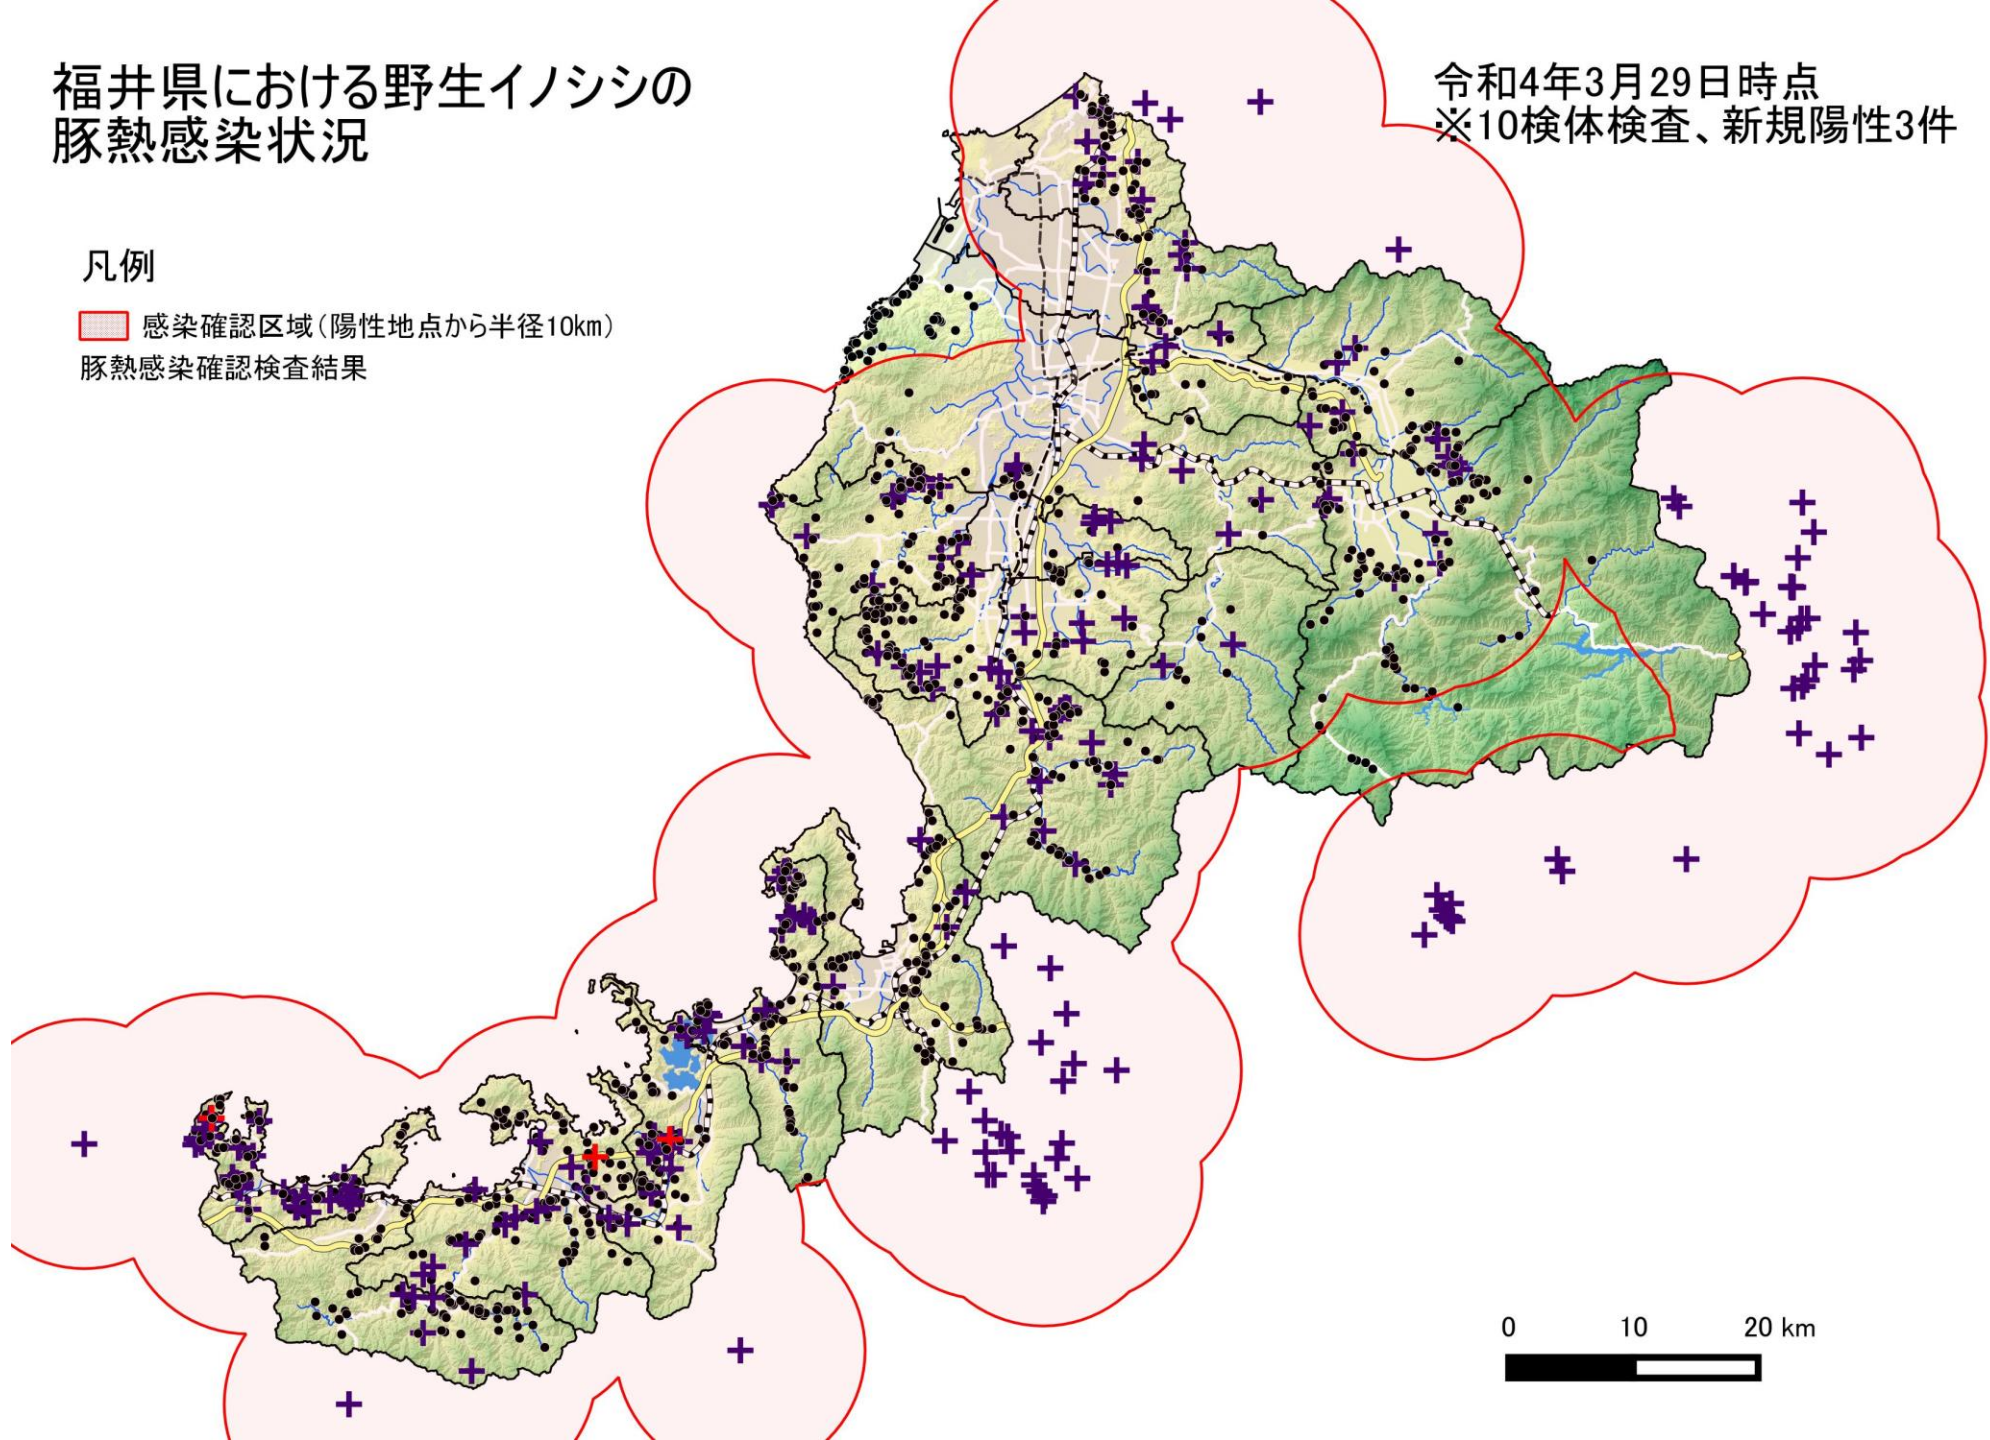 福井県における野生イノシシの
豚熱感染状況
令和4年3月29日時点
※10検体検査、新規陽性3件
凡例
感染確認区域（陽性地点から半径10km）
豚熱感染確認検査結果
0 10 20 km